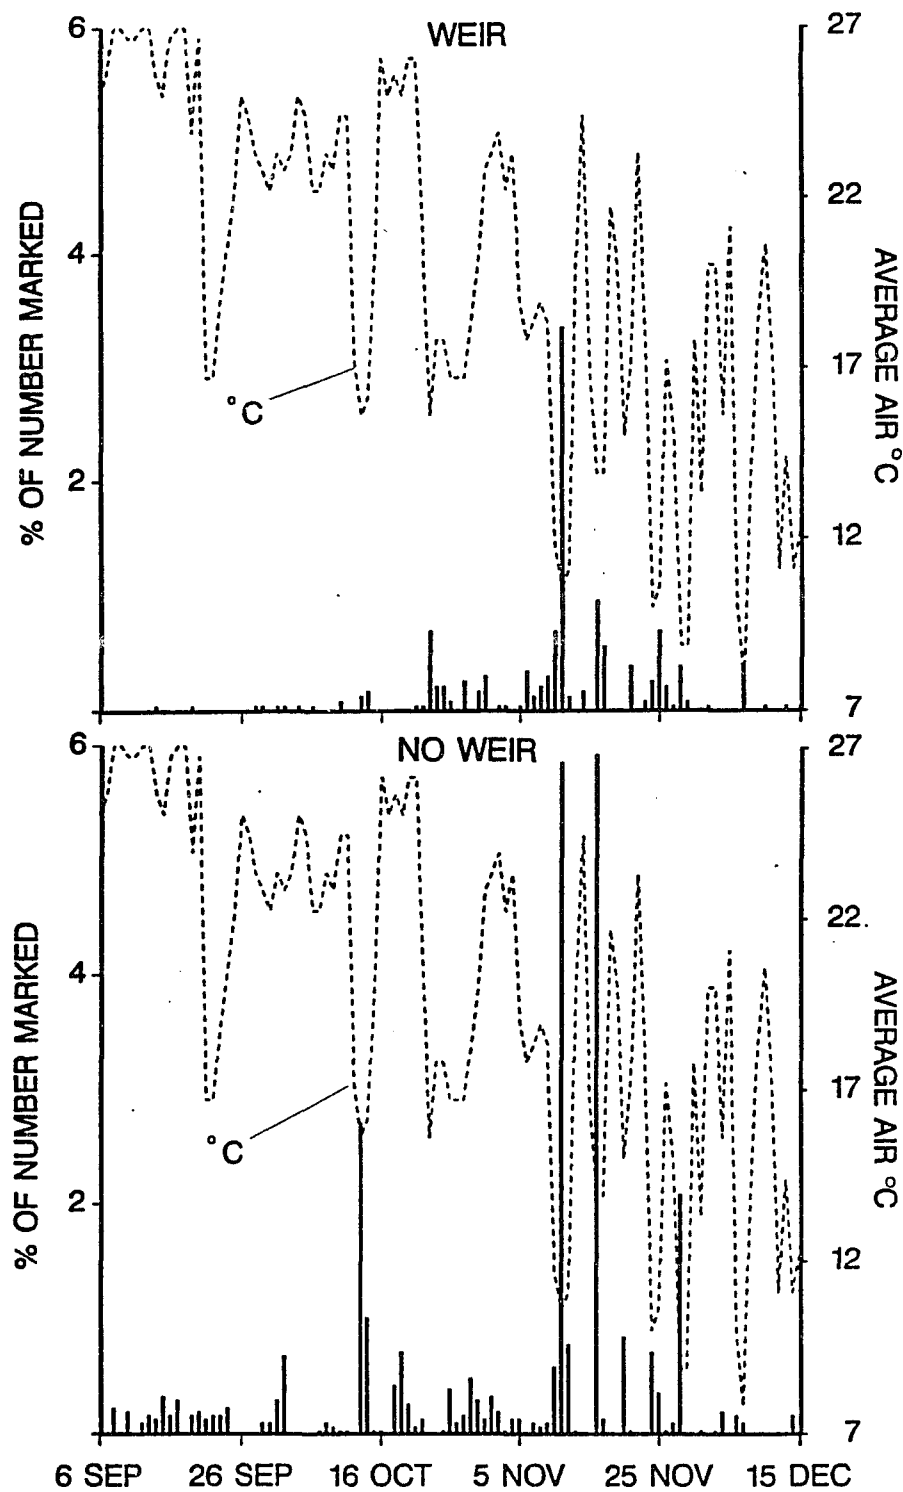 WEIR
6
4
2
% OF NUMBER MARKED
°C
27
22
17
12
7
AVERAGE AIR °C
NO WEIR
6
4
2
% OF NUMBER MARKED
°C
27
22
17
12
7
AVERAGE AIR °C
6 SEP 26 SEP 16 OCT 5 NOV 25 NOV 15 DEC